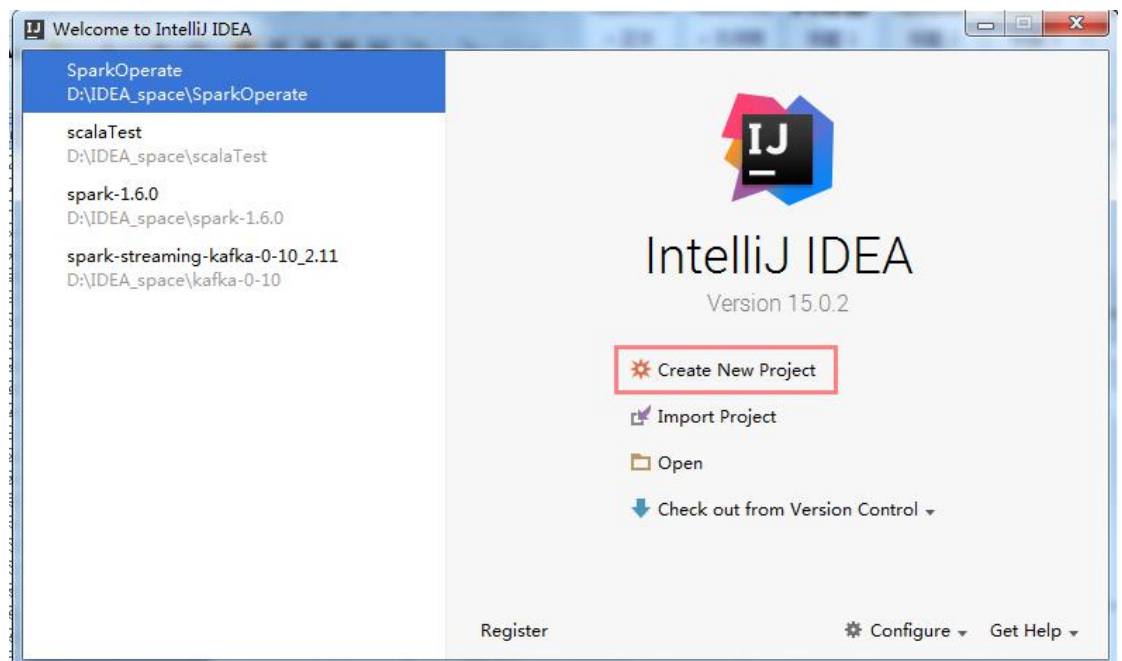 Welcome to IntelliJ IDEA
SparkOperate
D:\IDEA_space\SparkOperate
scalaTest
D:\IDEA_space\scalaTest
spark-1.6.0
D:\IDEA_space\spark-1.6.0
spark-streaming-kafka-0-10_2.11
D:\IDEA_space\kafka-0-10
IJ
IntelliJ IDEA
Version 15.0.2
Create New Project
Import Project
Open
Check out from Version Control
Register
Configure
Get Help